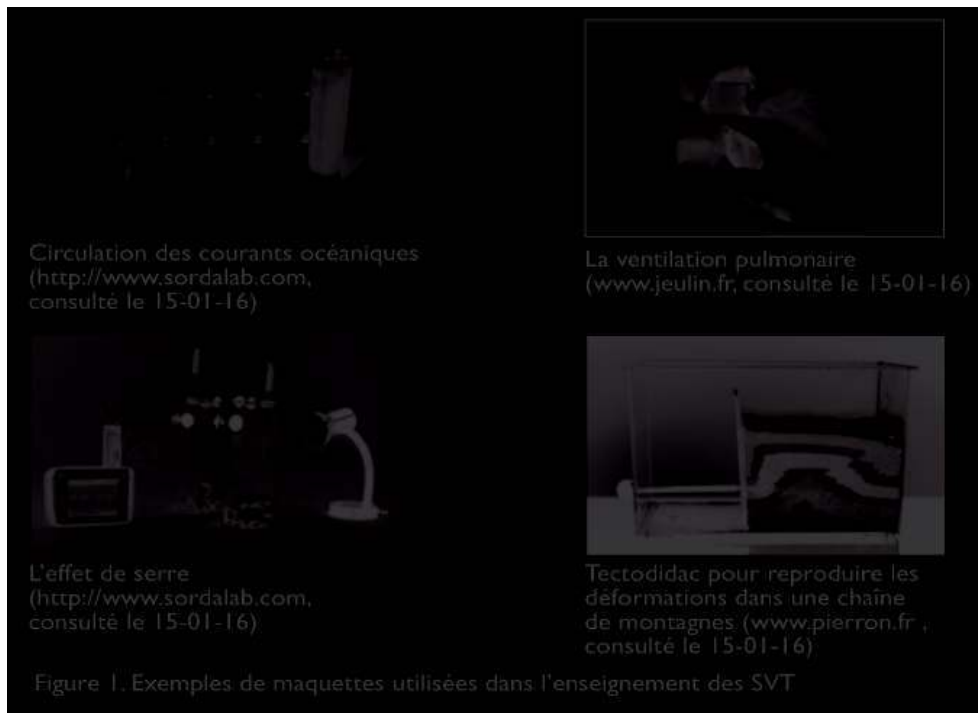 Circulation des courants océaniques
(http://www.sordalab.com,
consulté le 15-01-16)
La ventilation pulmonaire
(www.jeulin.fr, consulté le 15-01-16)
L'effet de serre
(http://www.sordalab.com,
consulté le 15-01-16)
Tectodidac pour reproduire les
déformations dans une chaîne
de montagnes (www.pierron.fr ,
consulté le 15-01-16)
Figure 1. Exemples de maquettes utilisées dans l'enseignement des SVT